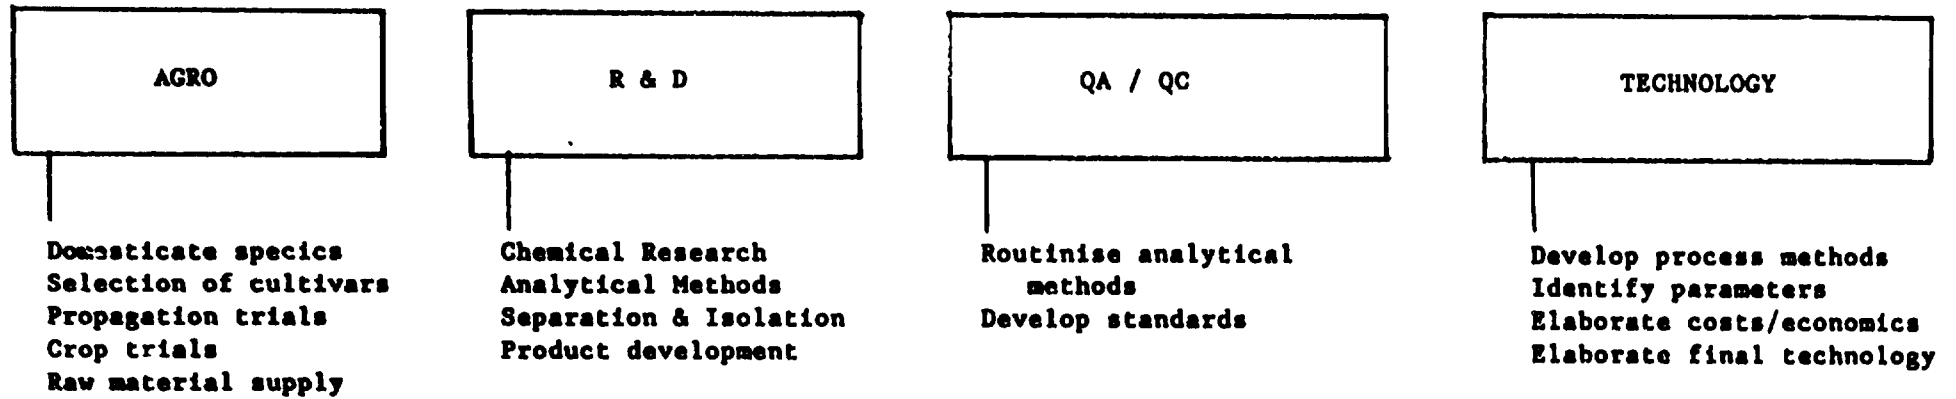 AGRO
Domesticate species
Selection of cultivars
Propagation trials
Crop trials
Raw material supply
R & D
Chemical Research
Analytical Methods
Separation & Isolation
Product development
QA / QC
Routinise analytical
methods
Develop standards
TECHNOLOGY
Develop process methods
Identify parameters
Elaborate costs/economics
Elaborate final technology